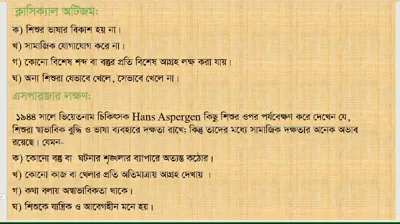 ক্লাসিক্যাল অটিজম:
ক) শিশুর ভাষার বিকাশ হয় না।
খ) সামাজিক যোগাযোগ করে না।
গ) কোনো বিশেষ শব্দ বা বস্তুর প্রতি বিশেষ আগ্রহ লক্ষ করা যায়।
ঘ) অন্য শিশুরা যেভাবে খেলে, সেভাবে খেলে না।
এসপারজার লক্ষণ:
১৯৪৪ সালে ভিয়েতনাম চিকিৎসক Hans Aspergen কিছু শিশুর ওপর পর্যবেক্ষণ করে দেখেন যে,
শিশুরা স্বাভাবিক বুদ্ধি ও ভাষা ব্যবহারে দক্ষতা রাখে; কিন্তু তাদের মধ্যে সামাজিক দক্ষতার অনেক অভাব
রয়েছে। যেমন-
ক) কোনো বস্তু বা ঘটনার শৃঙ্খলার ব্যাপারে অত্যন্ত কঠোর।
খ) কোনো কাজ বা খেলার প্রতি অতিমাত্রায় আগ্রহ দেখায় ।
গ) কথা বলায় অস্বাভাবিকতা থাকে।
ঘ) শিশুকে যান্ত্রিক ও আবেগহীন মনে হয়।